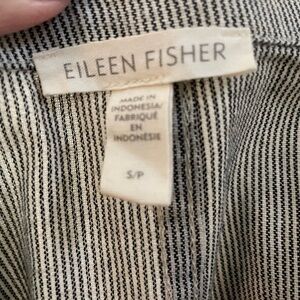 EILEEN FISHER
MADE IN
INDONESIA/
FABRIQUÉ
EN
INDONÉSIE
S/P